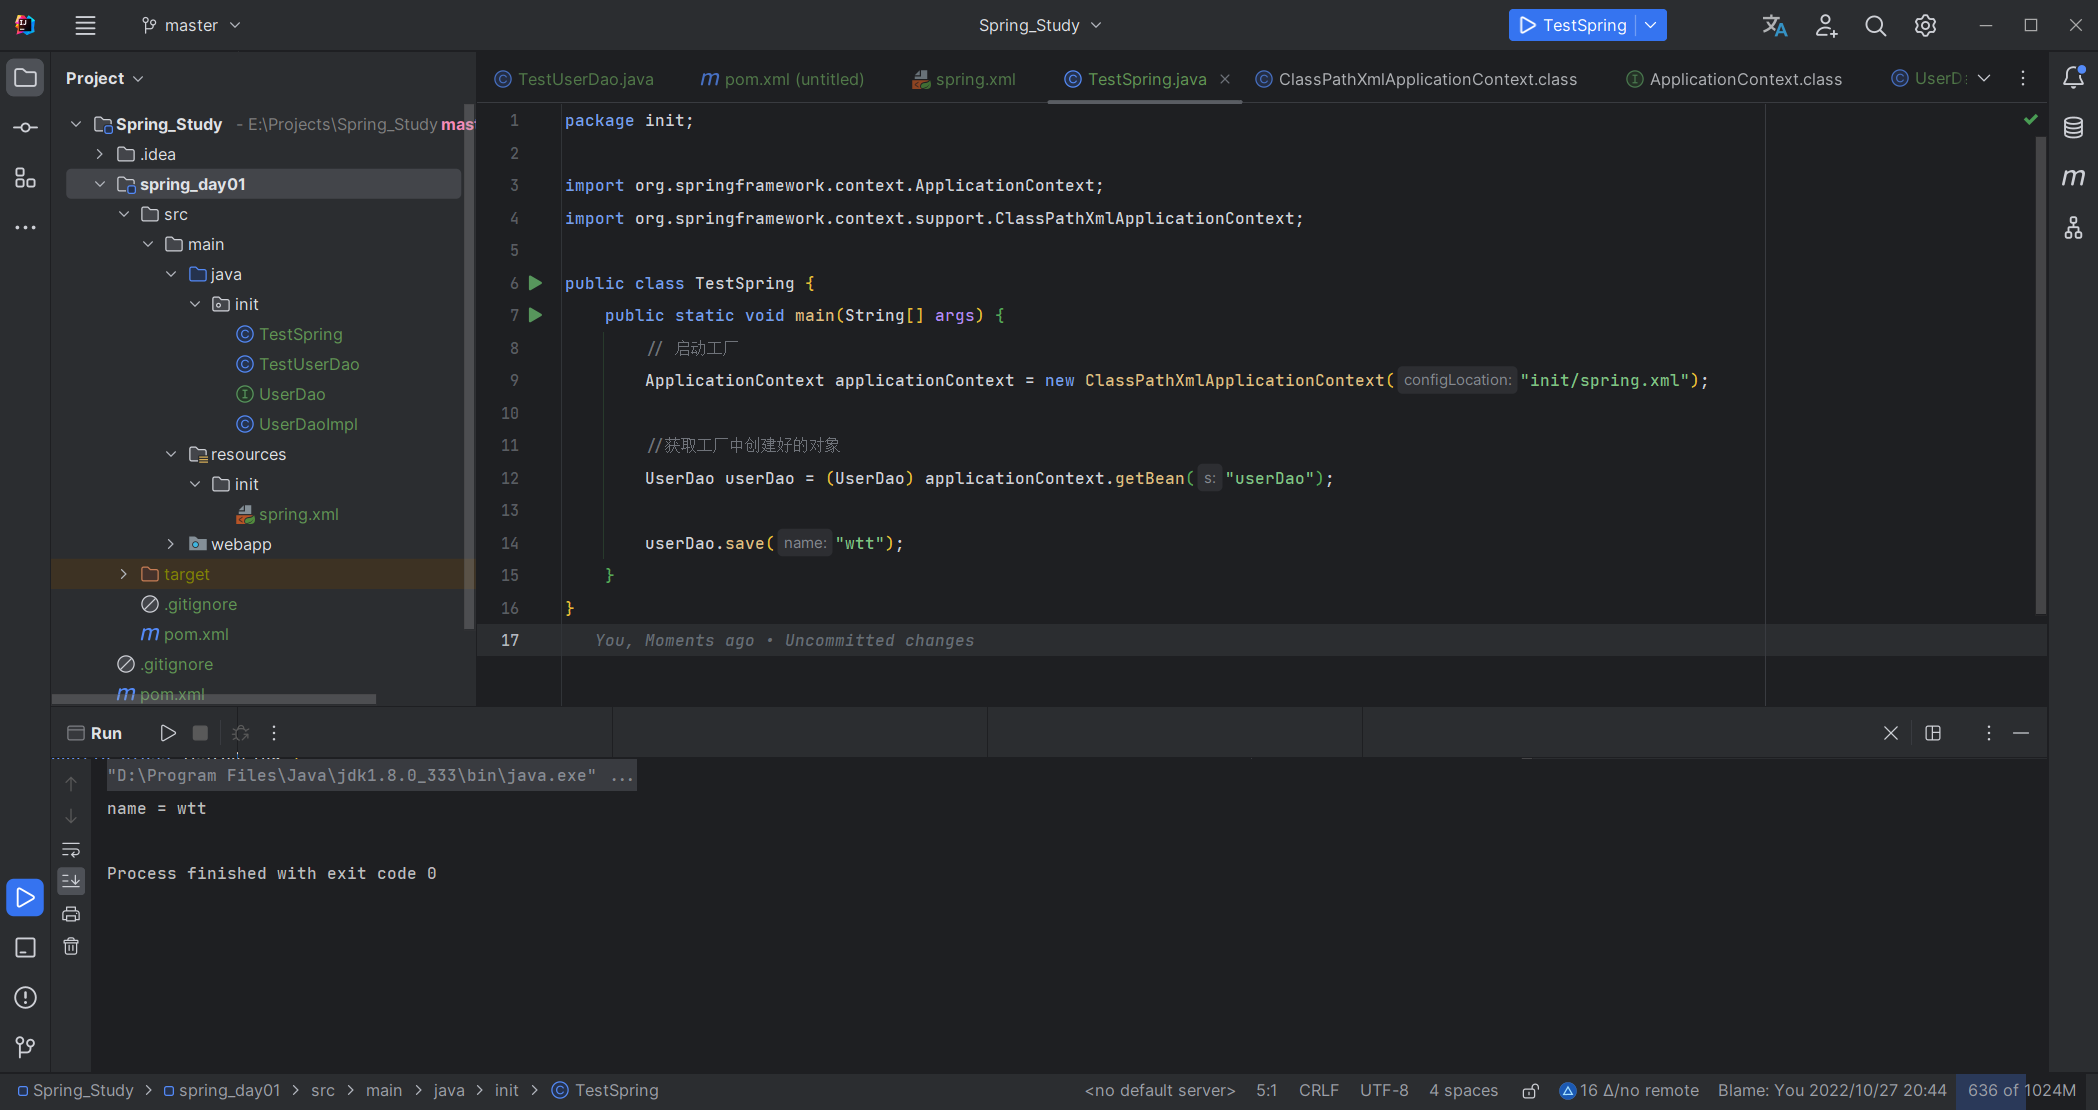 master
Spring_Study
TestSpring
Project
TestUserDao.java
pom.xml (untitled)
spring.xml
TestSpring.java
ClassPathXmlApplicationContext.class
ApplicationContext.class
Spring_Study - E:\Projects\Spring_Study
.idea
spring_day01
src
main
java
init
TestSpring
TestUserDao
UserDao
UserDaoImpl
resources
init
spring.xml
webapp
target
.gitignore
pom.xml
.gitignore
pom.xml
1 package init;
2
3 import org.springframework.context.ApplicationContext;
4 import org.springframework.context.support.ClassPathXmlApplicationContext;
5
6 public class TestSpring {
7 public static void main(String[] args) {
8 // 启动工厂
9 ApplicationContext applicationContext = new ClassPathXmlApplicationContext( configLocation: "init/spring.xml");
10
11 //获取工厂中创建好的对象
12 UserDao userDao = (UserDao) applicationContext.getBean( s: "userDao");
13
14 userDao.save( name: "wtt");
15 }
16 }
17 You, Moments ago • Uncommitted changes
Run
"D:\Program Files\Java\jdk1.8.0_333\bin\java.exe" ...
name = wtt
Process finished with exit code 0
Spring_Study > spring_day01 > src > main > java > init > TestSpring
<no default server> 5:1 CRLF UTF-8 4 spaces 16 Δ/no remote Blame: You 2022/10/27 20:44 636 of 1024M